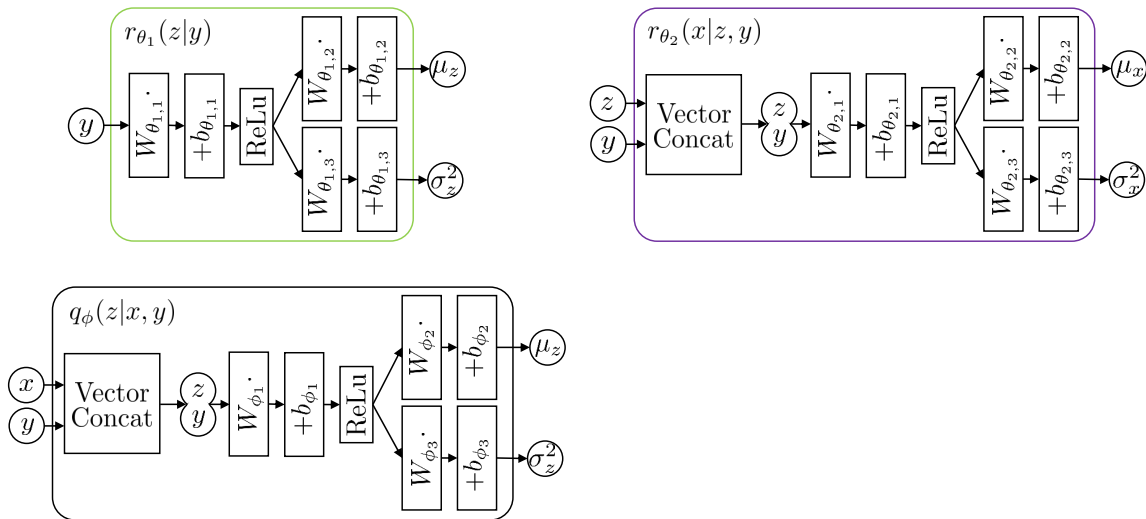 r_{θ_1}(z|y)
y
W_{θ_{1,1}}·
+b_{θ_{1,1}}
ReLu
W_{θ_{1,2}}·
+b_{θ_{1,2}}
μ_z
W_{θ_{1,3}}·
+b_{θ_{1,3}}
σ_z^2
r_{θ_2}(x|z, y)
z
y
Vector
Concat
z
y
W_{θ_{2,1}}·
+b_{θ_{2,1}}
ReLu
W_{θ_{2,2}}·
+b_{θ_{2,2}}
μ_x
W_{θ_{2,3}}·
+b_{θ_{2,3}}
σ_x^2
q_ϕ(z|x, y)
x
y
Vector
Concat
z
y
W_{ϕ_1}·
+b_{ϕ_1}
ReLu
W_{ϕ_2}·
+b_{ϕ_2}
μ_z
W_{ϕ_3}·
+b_{ϕ_3}
σ_z^2